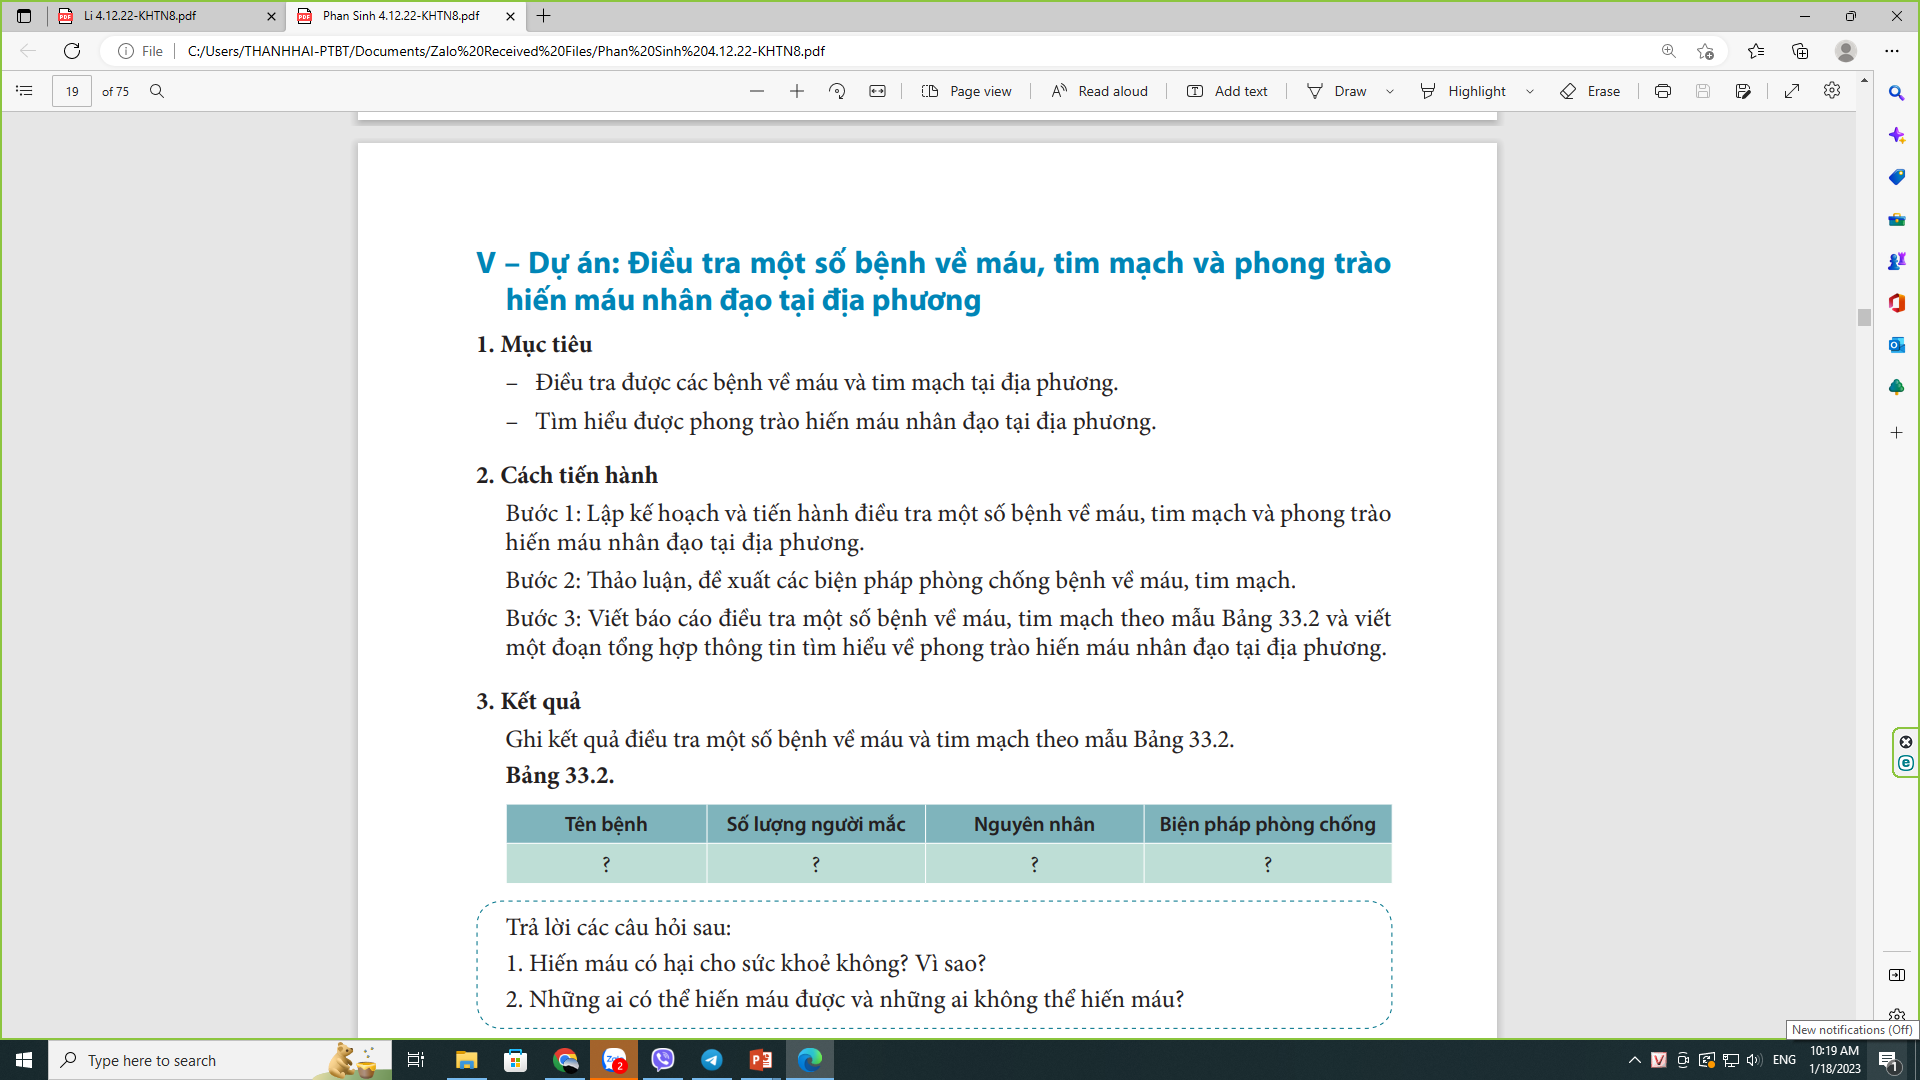 Li 4.12.22-KHTN8.pdf
Phan Sinh 4.12.22-KHTN8.pdf
File
C:/Users/THANHHAI-PTBT/Documents/Zalo%20Received%20Files/Phan%20Sinh%204.12.22-KHTN8.pdf
19 of 75
Page view
Read aloud
Add text
Draw
Highlight
Erase
V – Dự án: Điều tra một số bệnh về máu, tim mạch và phong trào
hiến máu nhân đạo tại địa phương
1. Mục tiêu
– Điều tra được các bệnh về máu và tim mạch tại địa phương.
– Tìm hiểu được phong trào hiến máu nhân đạo tại địa phương.
2. Cách tiến hành
Bước 1: Lập kế hoạch và tiến hành điều tra một số bệnh về máu, tim mạch và phong trào
hiến máu nhân đạo tại địa phương.
Bước 2: Thảo luận, đề xuất các biện pháp phòng chống bệnh về máu, tim mạch.
Bước 3: Viết báo cáo điều tra một số bệnh về máu, tim mạch theo mẫu Bảng 33.2 và viết
một đoạn tổng hợp thông tin tìm hiểu về phong trào hiến máu nhân đạo tại địa phương.
3. Kết quả
Ghi kết quả điều tra một số bệnh về máu và tim mạch theo mẫu Bảng 33.2.
Bảng 33.2.
Tên bệnh Số lượng người mắc Nguyên nhân Biện pháp phòng chống
? ? ? ?
Trả lời các câu hỏi sau:
1. Hiến máu có hại cho sức khoẻ không? Vì sao?
2. Những ai có thể hiến máu được và những ai không thể hiến máu?
New notifications (Off)
Type here to search
2
ENG
10:19 AM
1/18/2023
1